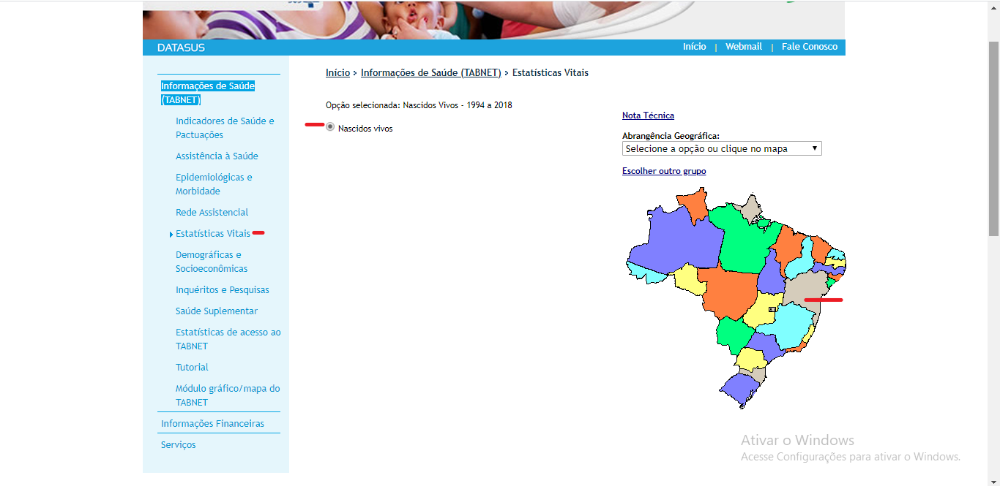 DATASUS
Início | Webmail | Fale Conosco
Informações de Saúde
(TABNET)
Indicadores de Saúde e
Pactuações
Assistência à Saúde
Epidemiológicas e
Morbidade
Rede Assistencial
Estatísticas Vitais
Demográficas e
Socioeconômicas
Inquéritos e Pesquisas
Saúde Suplementar
Estatísticas de acesso ao
TABNET
Tutorial
Módulo gráfico/mapa do
TABNET
Informações Financeiras
Serviços
Início > Informações de Saúde (TABNET) > Estatísticas Vitais
Opção selecionada: Nascidos Vivos - 1994 a 2018
Nascidos vivos
Nota Técnica
Abrangência Geográfica:
Selecione a opção ou clique no mapa
Escolher outro grupo
Ativar o Windows
Acesse Configurações para ativar o Windows.